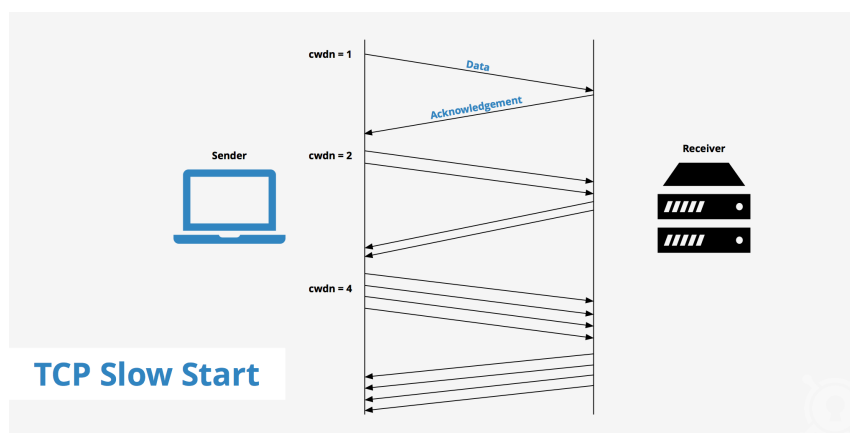 cwdn = 1
Data
Acknowledgement
Sender
cwdn = 2
Receiver
cwdn = 4
TCP Slow Start